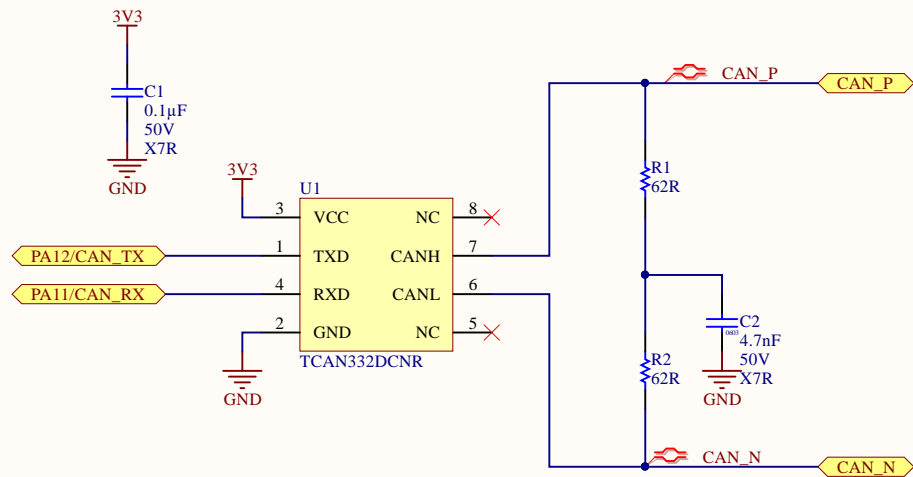 3V3
C1
0.1µF
50V
X7R
GND
3V3
U1
3
VCC
NC
8
PA12/CAN_TX
1
TXD
CANH
7
PA11/CAN_RX
4
RXD
CANL
6
2
GND
NC
5
TCAN332DCNR
GND
CAN_P
CAN_P
R1
62R
C2
0603
4.7nF
50V
X7R
GND
R2
62R
CAN_N
CAN_N